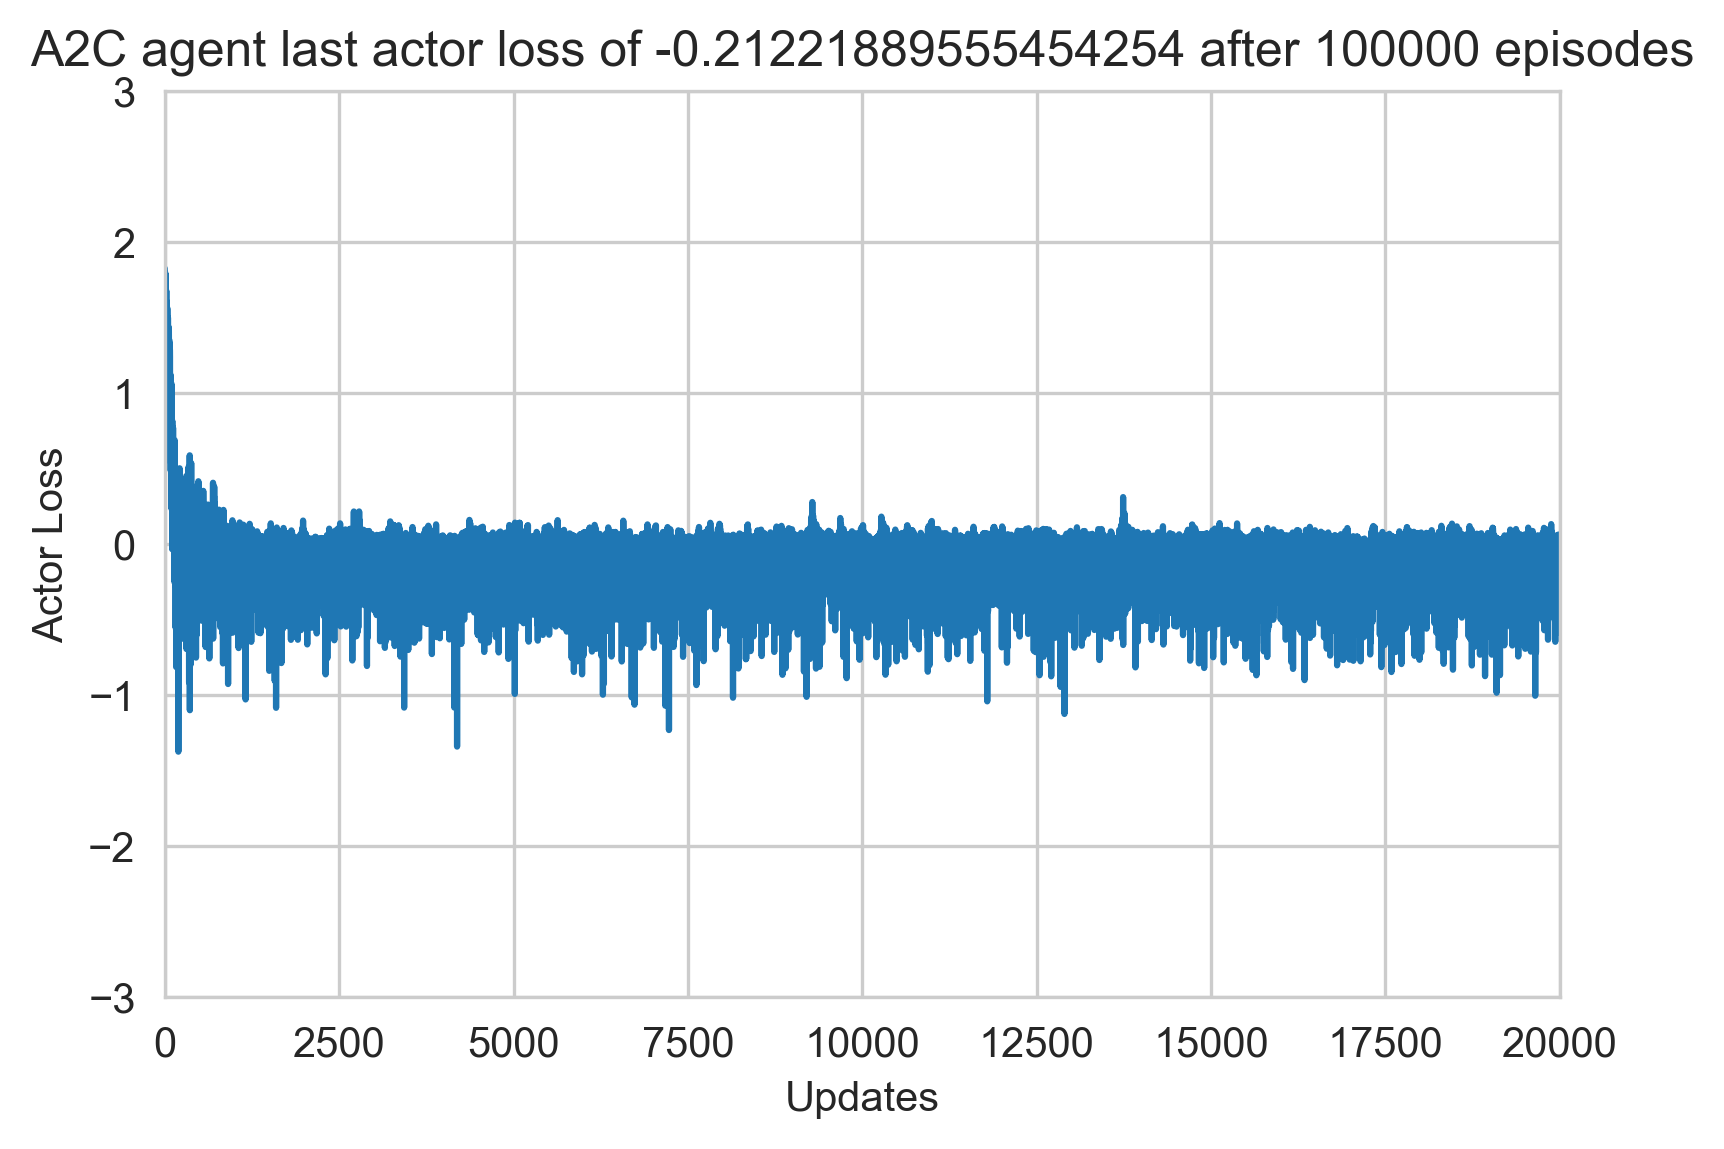 A2C agent last actor loss of -0.21221889555454254 after 100000 episodes
3
2
1
0
−1
−2
−3
Actor Loss
0 2500 5000 7500 10000 12500 15000 17500 20000
Updates